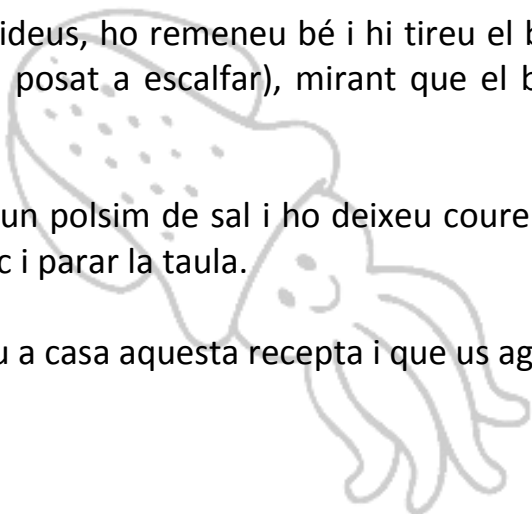 ideus, ho remeneu bé i hi tireu el b
posat a escalfar), mirant que el b
un polsim de sal i ho deixeu coure
c i parar la taula.
u a casa aquesta recepta i que us ag